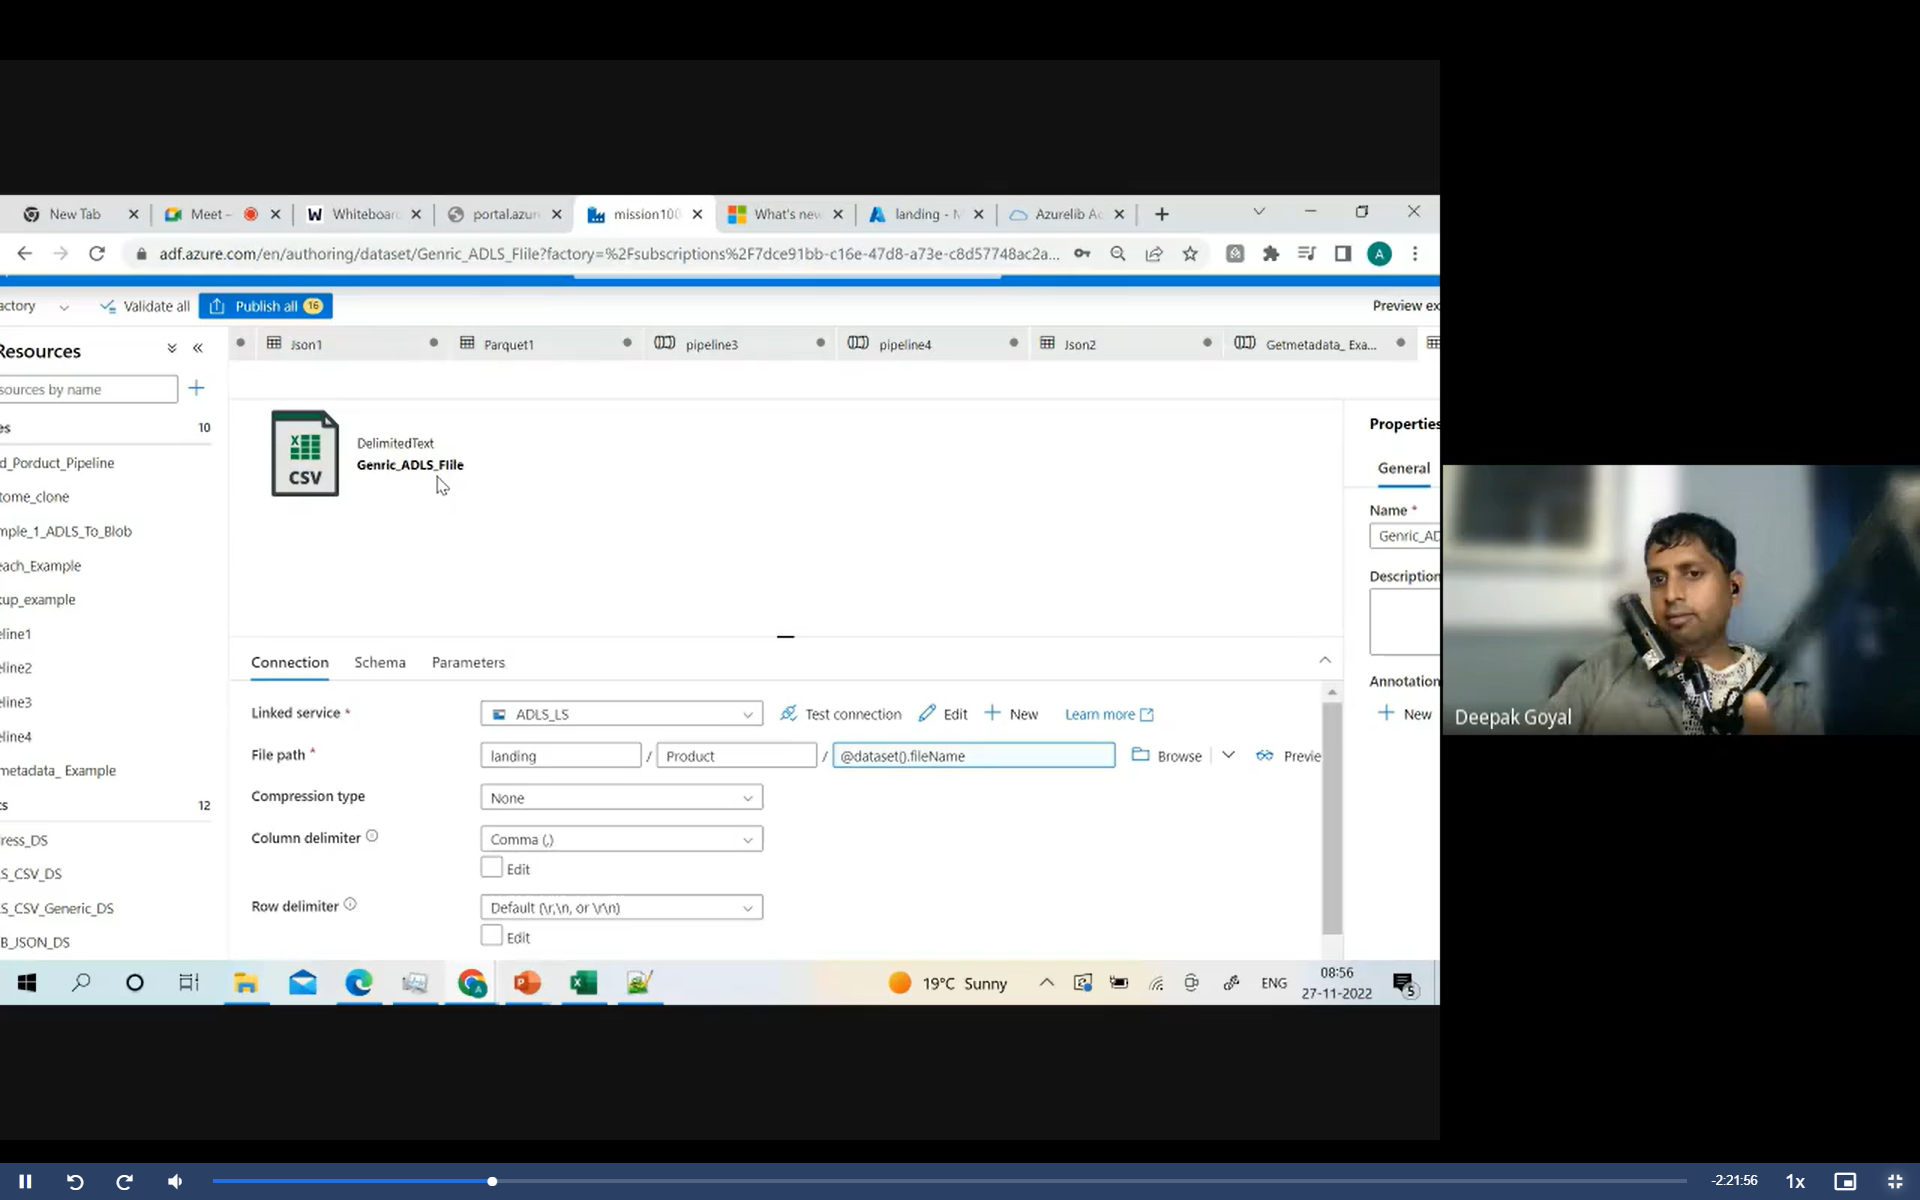 New Tab
Meet -
Whiteboar
portal.azur
mission100
What's new
landing - M
Azurelib Ac
adf.azure.com/en/authoring/dataset/Genric_ADLS_FIile?factory=%2Fsubscriptions%2F7dce91bb-c16e-47d8-a73e-c8d57748ac2a...
A
actory
Validate all
Publish all 16
Preview ex
Resources
Json1
Parquet1
pipeline3
pipeline4
Json2
Getmetadata_ Exa...
sources by name
es 10
d_Porduct_Pipeline
tome_clone
mple_1_ADLS_To_Blob
each_Example
kup_example
eline1
eline2
eline3
eline4
metadata_ Example
ts 12
ress_DS
S_CSV_DS
S_CSV_Generic_DS
B_JSON_DS
CSV
DelimitedText
Genric_ADLS_FIile
Properties
General
Name *
Genric_AD
Description
Annotation
New
Connection Schema Parameters
Linked service * ADLS_LS Test connection Edit New Learn more
File path * landing / Product / @dataset().fileName Browse Previe
Compression type None
Column delimiter Comma (,)
Edit
Row delimiter Default (\r,\n, or \r\n)
Edit
Deepak Goyal
19°C Sunny
ENG
08:56
27-11-2022
5
-2:21:56
1x